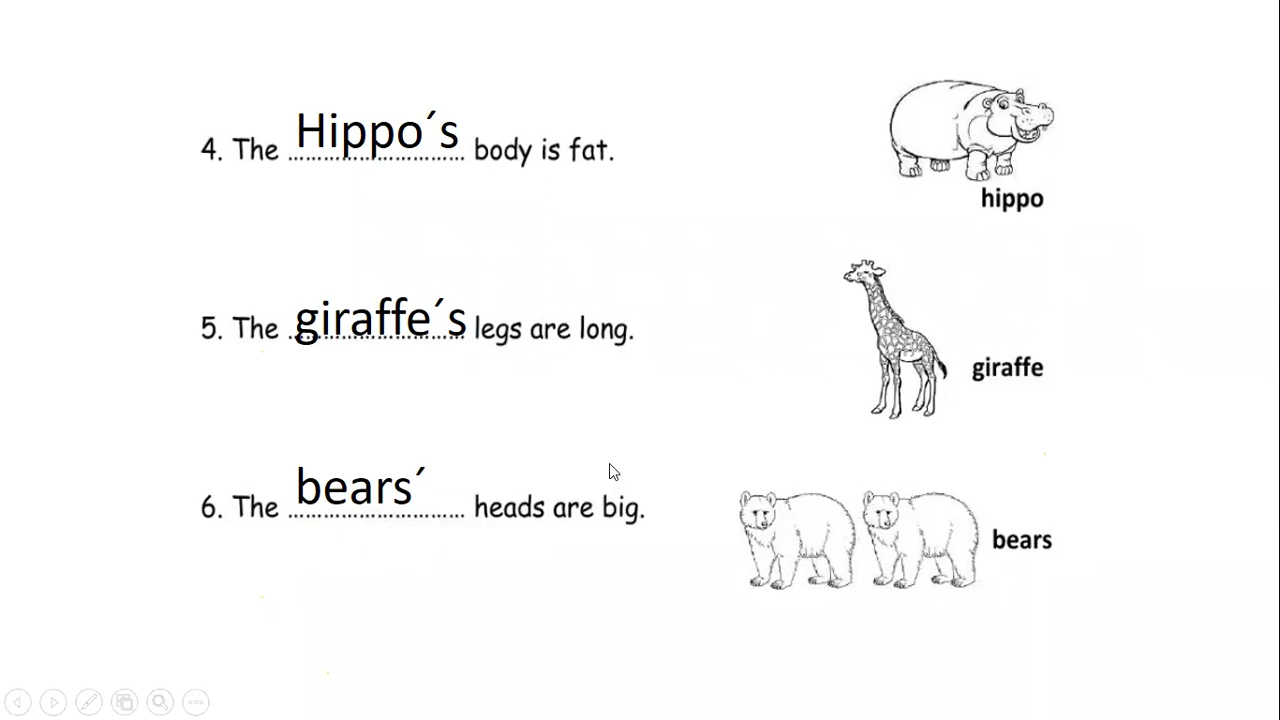 4. The Hippo´s body is fat.
hippo
5. The giraffe´s legs are long.
giraffe
6. The bears´ heads are big.
bears